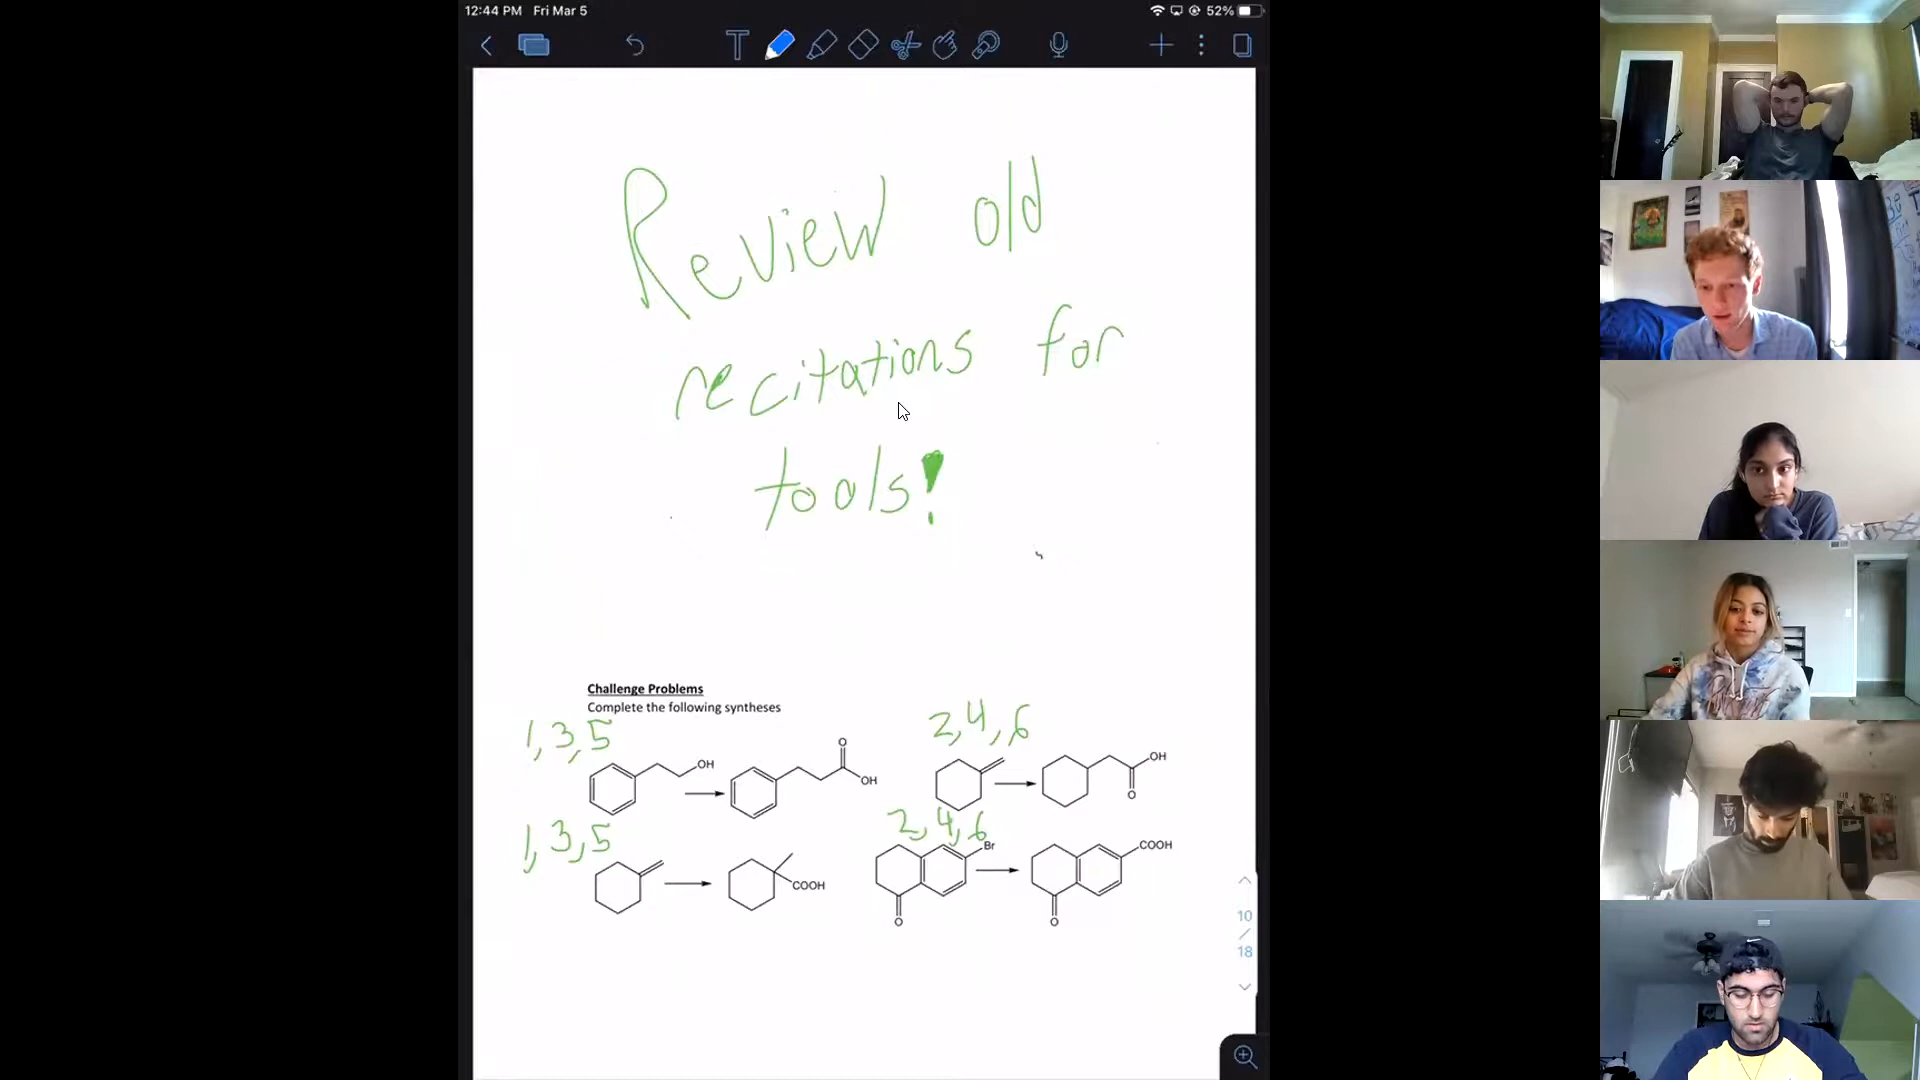 12:44 PM Fri Mar 5
52%
T
Review old
recitations for
tools!
Challenge Problems
Complete the following syntheses
1,3,5
2,4,6
OH
O
OH
OH
O
1,3,5
2,4,6
COOH
Br
O
COOH
O
10
/
18